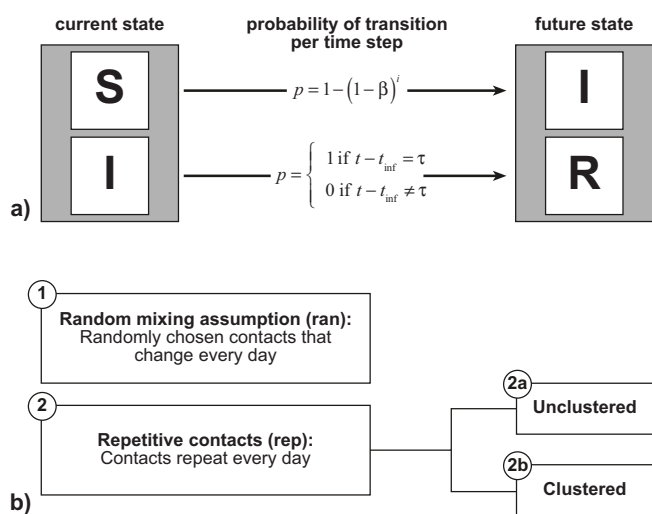 current state
probability of transition
per time step
future state
S
p = 1 − (1 − β)^i
I
I
p = { 1 if t − t_inf = τ
0 if t − t_inf ≠ τ
R
a)
1
Random mixing assumption (ran):
Randomly chosen contacts that
change every day
2
Repetitive contacts (rep):
Contacts repeat every day
2a
Unclustered
2b
Clustered
b)